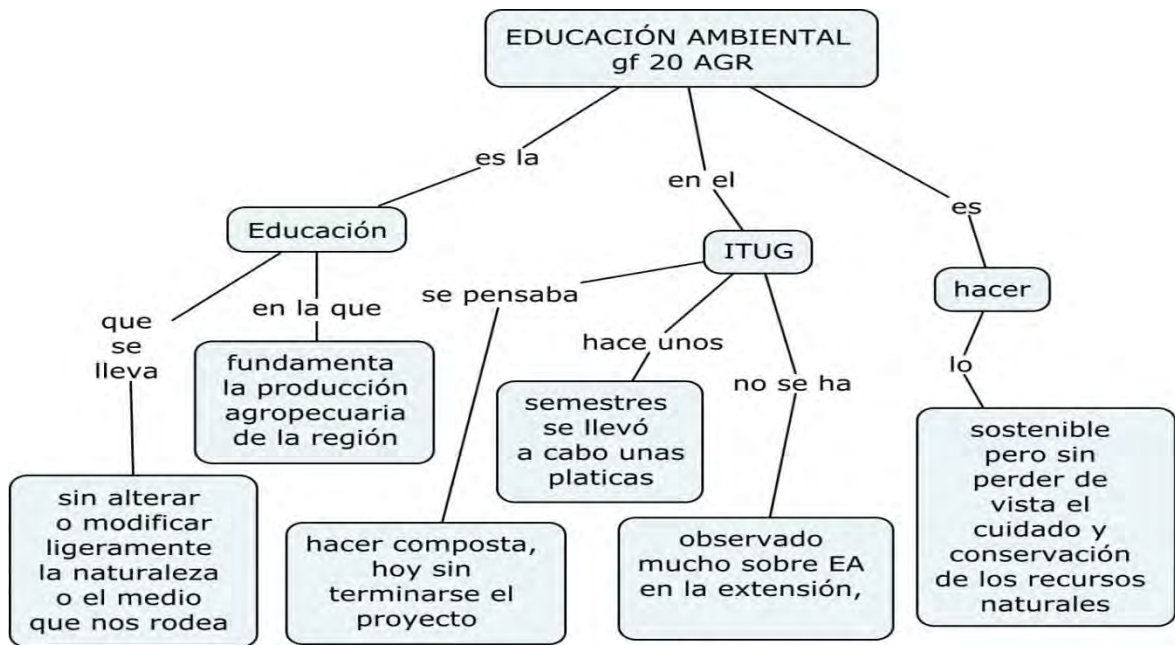 EDUCACIÓN AMBIENTAL
gf 20 AGR
es la
en el
es
Educación
ITUG
hacer
que
se
lleva
en la que
se pensaba
hace unos
no se ha
lo
fundamenta
la producción
agropecuaria
de la región
semestres
se llevó
a cabo unas
platicas
sostenible
pero sin
perder de
vista el
cuidado y
conservación
de los recursos
naturales
sin alterar
o modificar
ligeramente
la naturaleza
o el medio
que nos rodea
hacer composta,
hoy sin
terminarse el
proyecto
observado
mucho sobre EA
en la extensión,